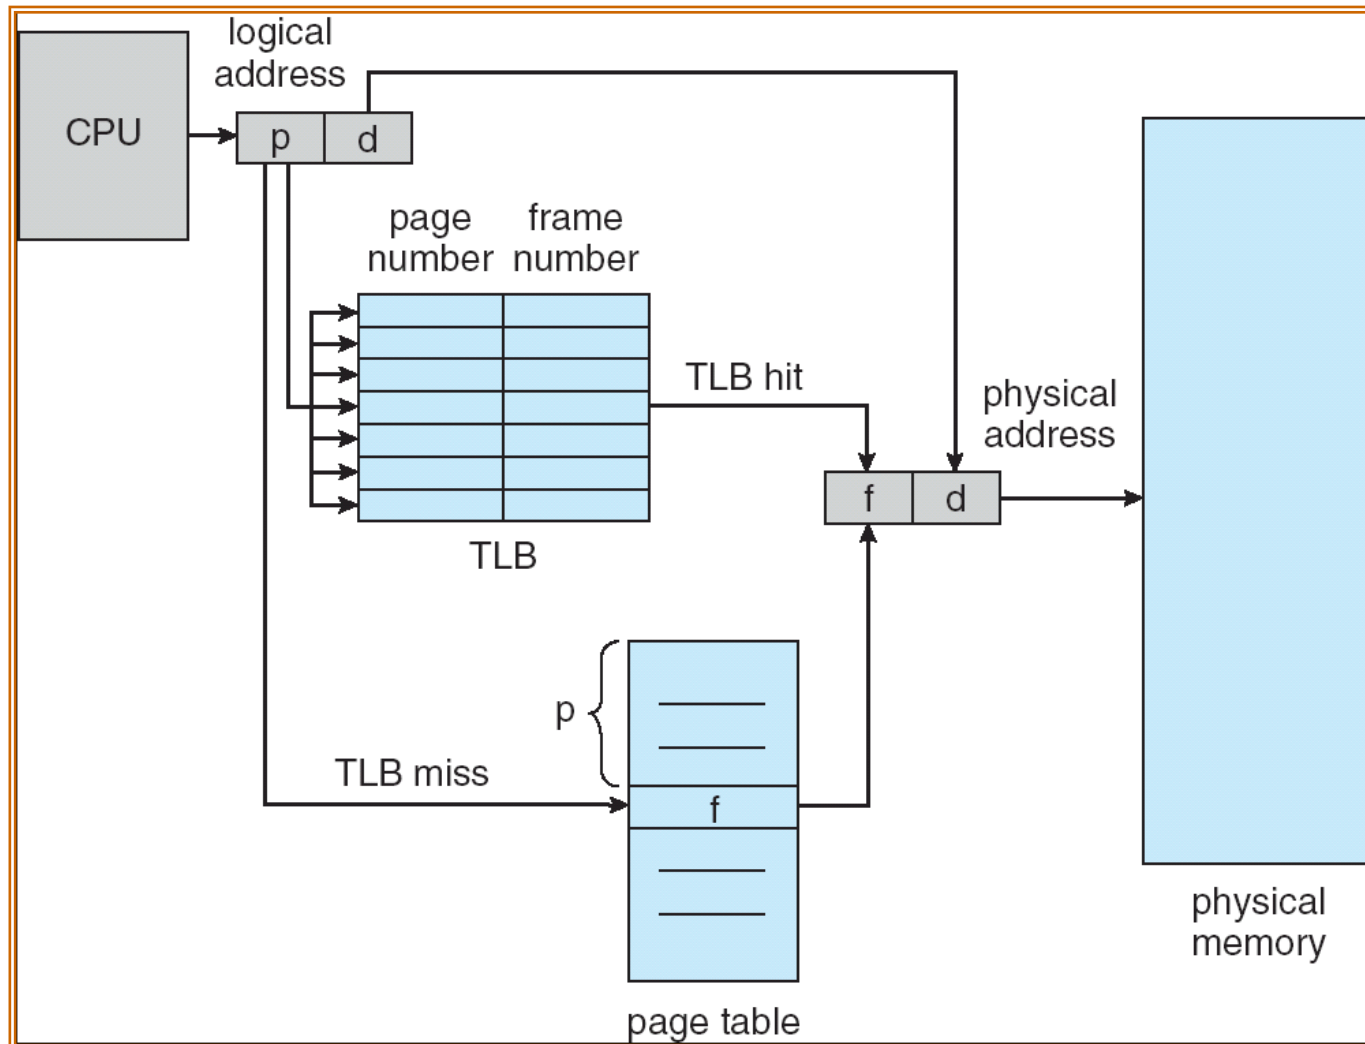 logical
address
CPU
p
d
page
number
frame
number
TLB hit
physical
address
f
d
TLB
p
TLB miss
f
physical
memory
page table